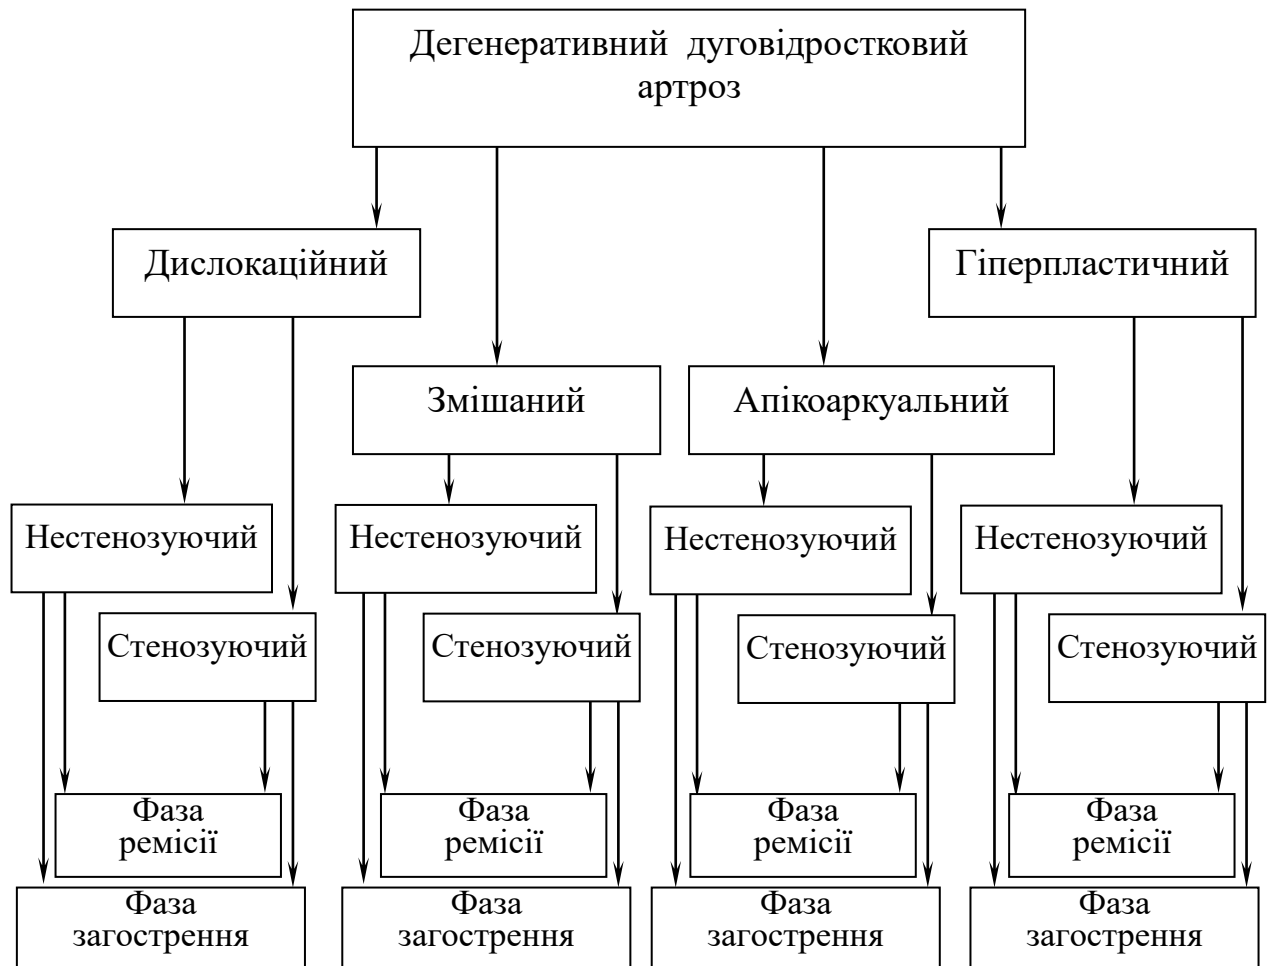 Дегенеративний дуговідростковий
артроз
Дислокаційний
Гіперпластичний
Змішаний
Апікоаркуальний
Нестенозуючий
Нестенозуючий
Нестенозуючий
Нестенозуючий
Стенозуючий
Стенозуючий
Стенозуючий
Стенозуючий
Фаза
ремісії
Фаза
ремісії
Фаза
ремісії
Фаза
ремісії
Фаза
загострення
Фаза
загострення
Фаза
загострення
Фаза
загострення